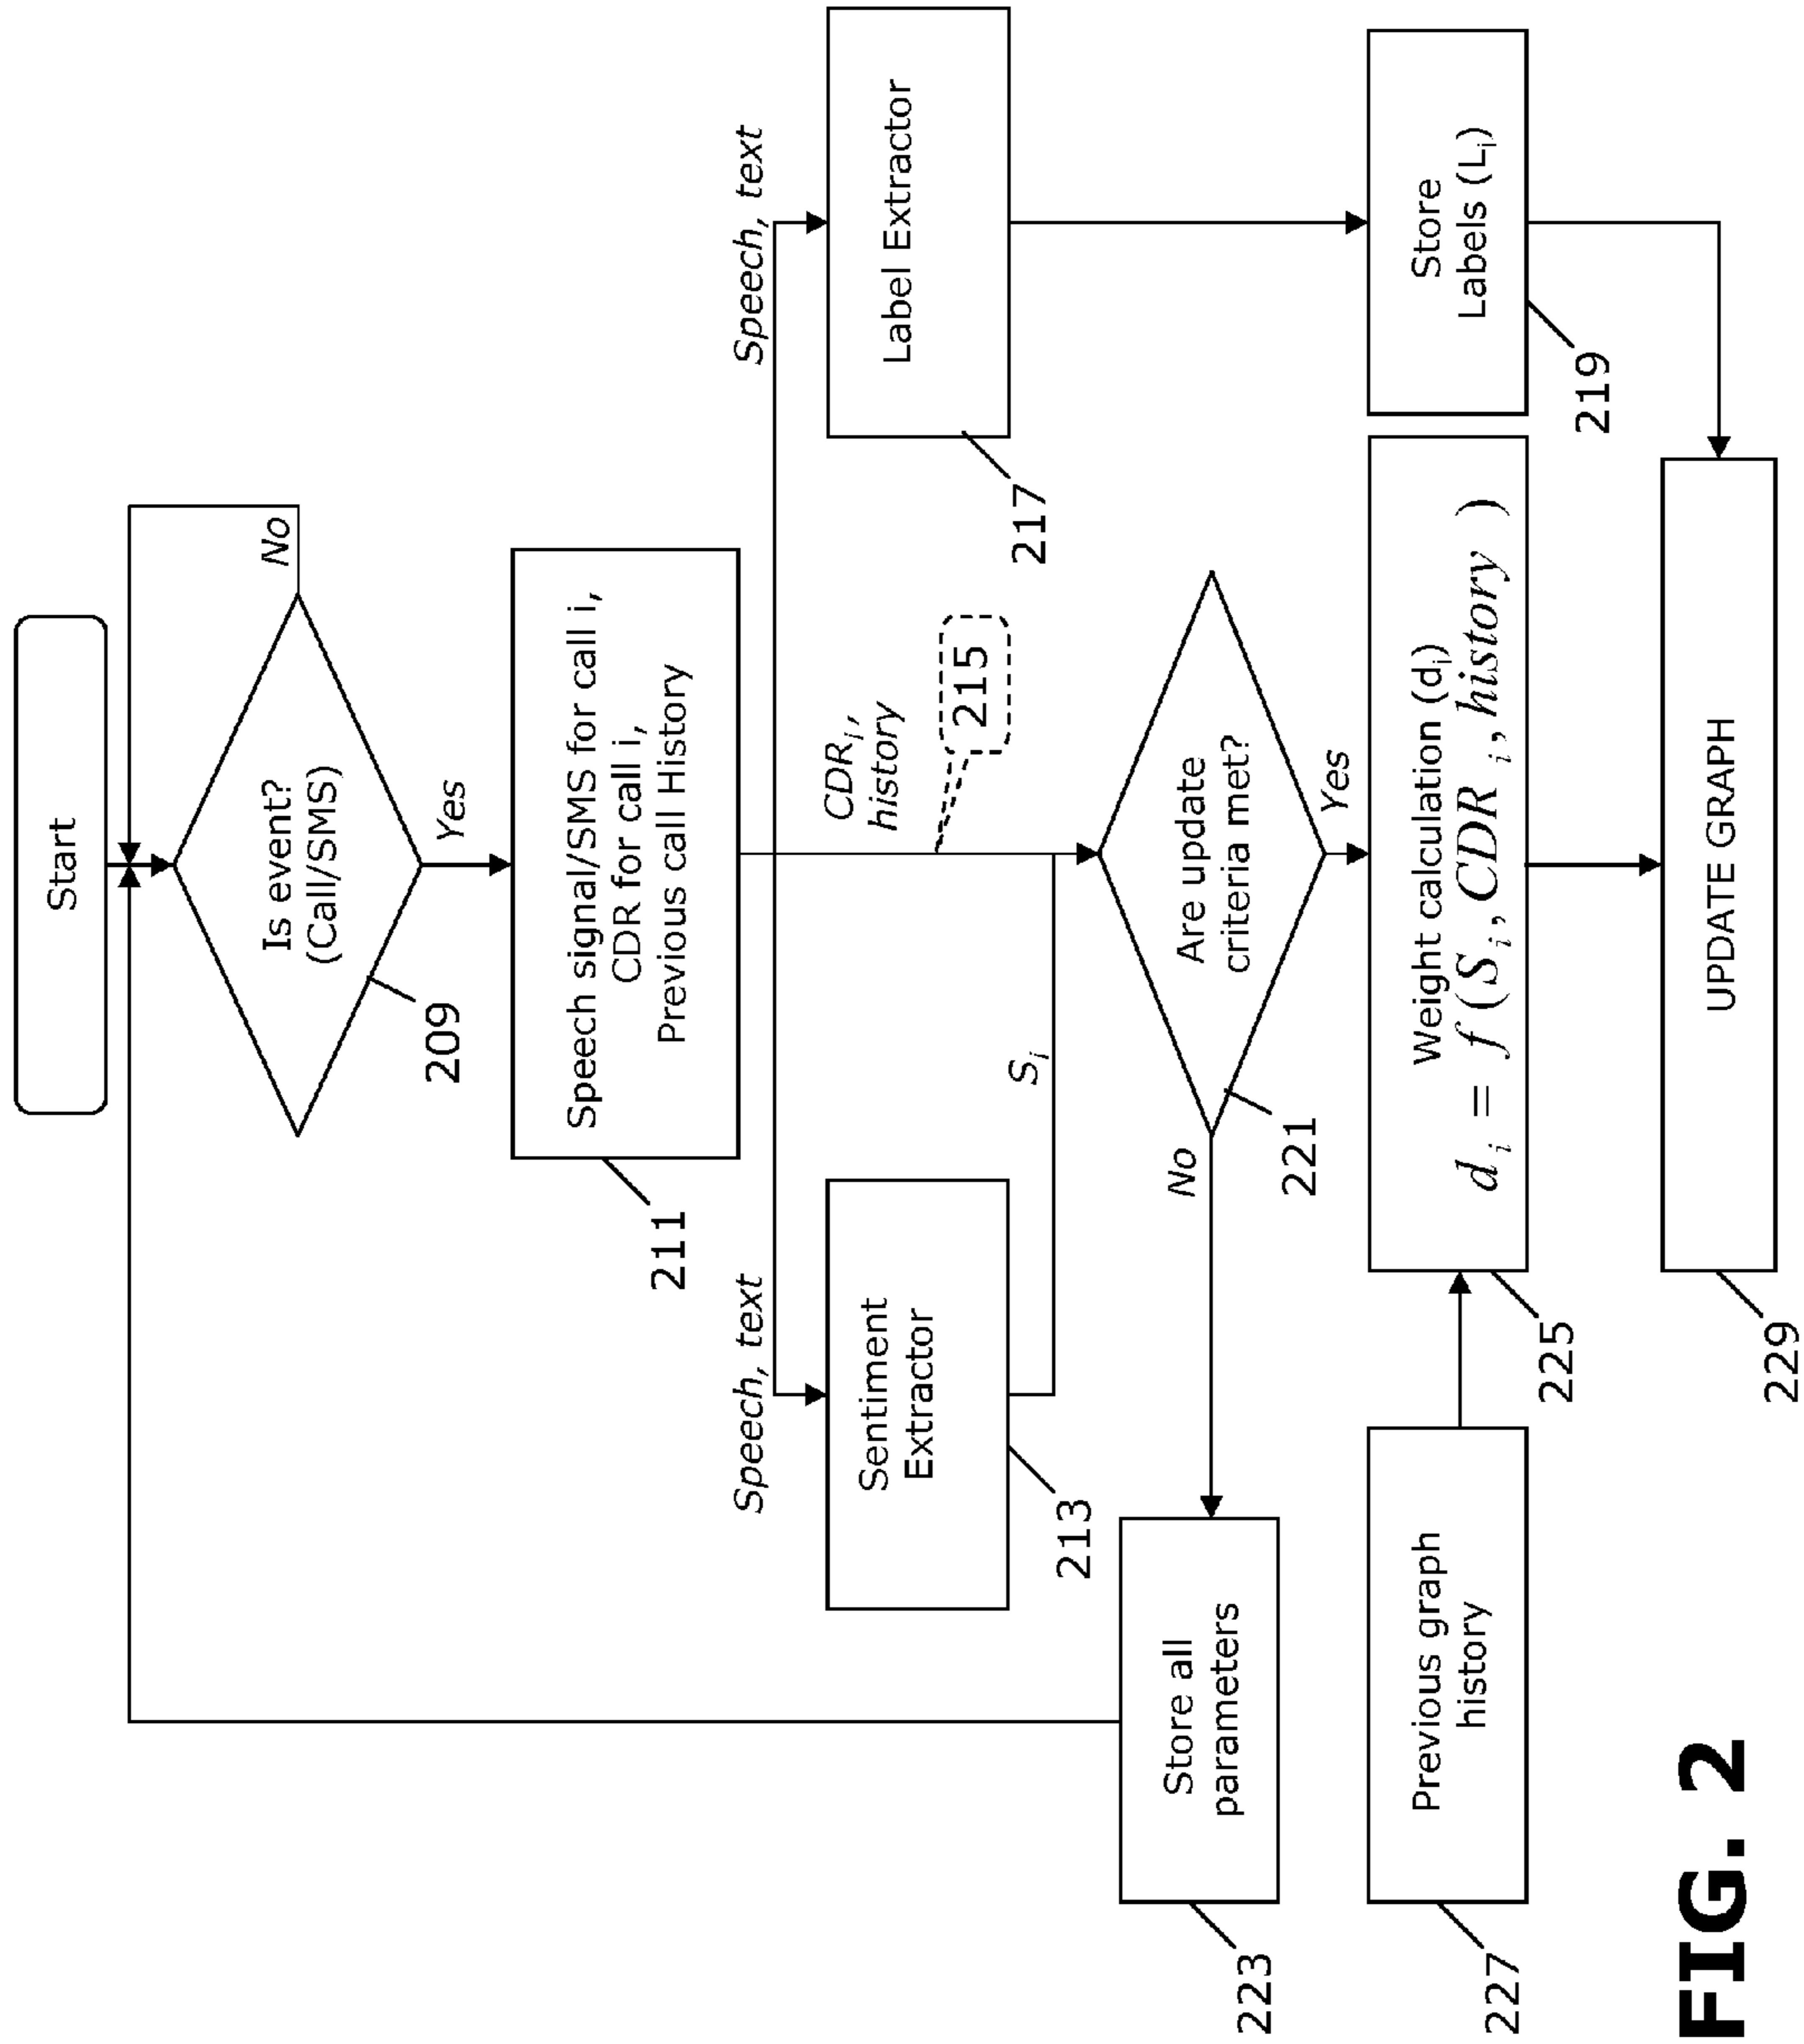 Start
No
Is event?
(Call/SMS)
209
Yes
Speech signal/SMS for call i,
CDR for call i,
Previous call History
211
Speech, text
Speech, text
CDRᵢ,
history
215
Sentiment
Extractor
213
Label Extractor
217
Sᵢ
Are update
criteria met?
221
No
Yes
Store all
parameters
223
Previous graph
history
227
Weight calculation (dᵢ)
dᵢ = f (Sᵢ, CDRᵢ, history )
225
Store
Labels (Lᵢ)
219
UPDATE GRAPH
229
FIG. 2